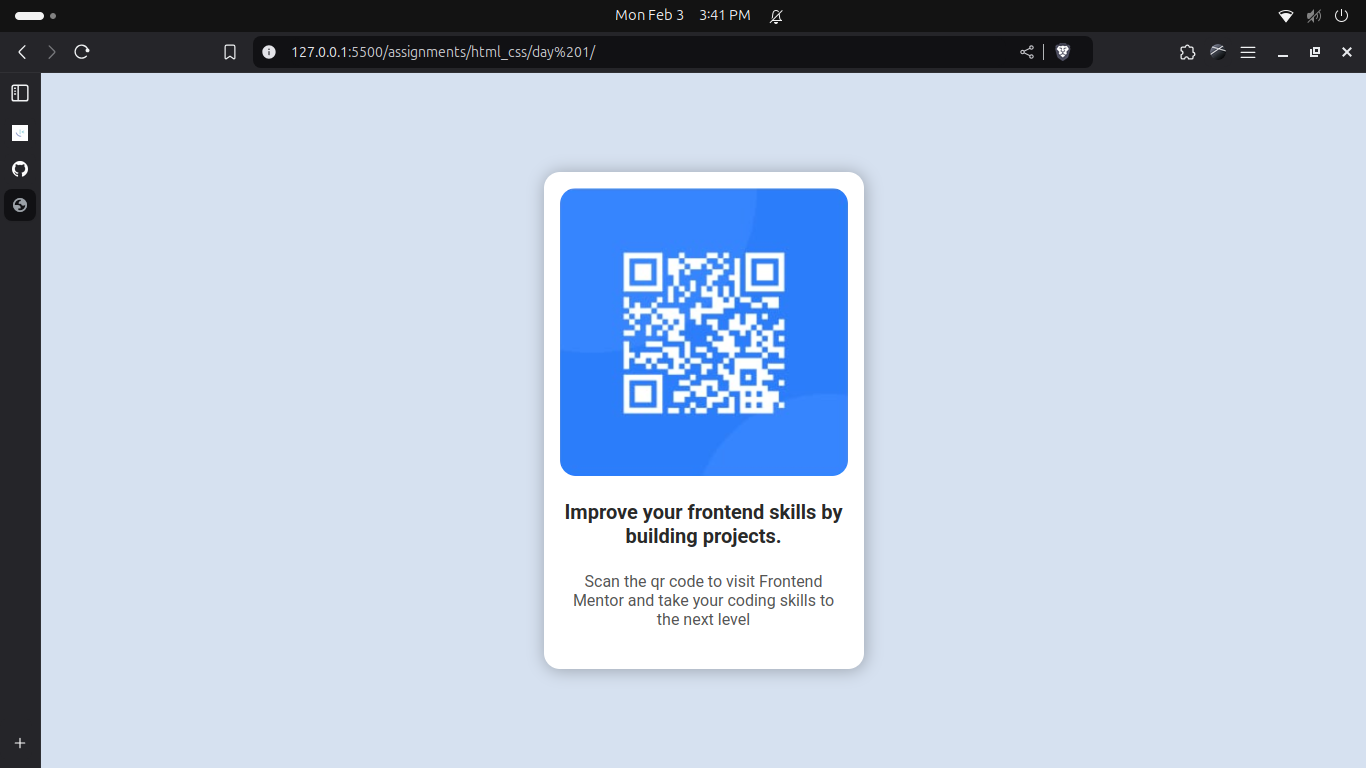 Mon Feb 3 3:41 PM
127.0.0.1:5500/assignments/html_css/day%201/
Improve your frontend skills by
building projects.
Scan the qr code to visit Frontend
Mentor and take your coding skills to
the next level